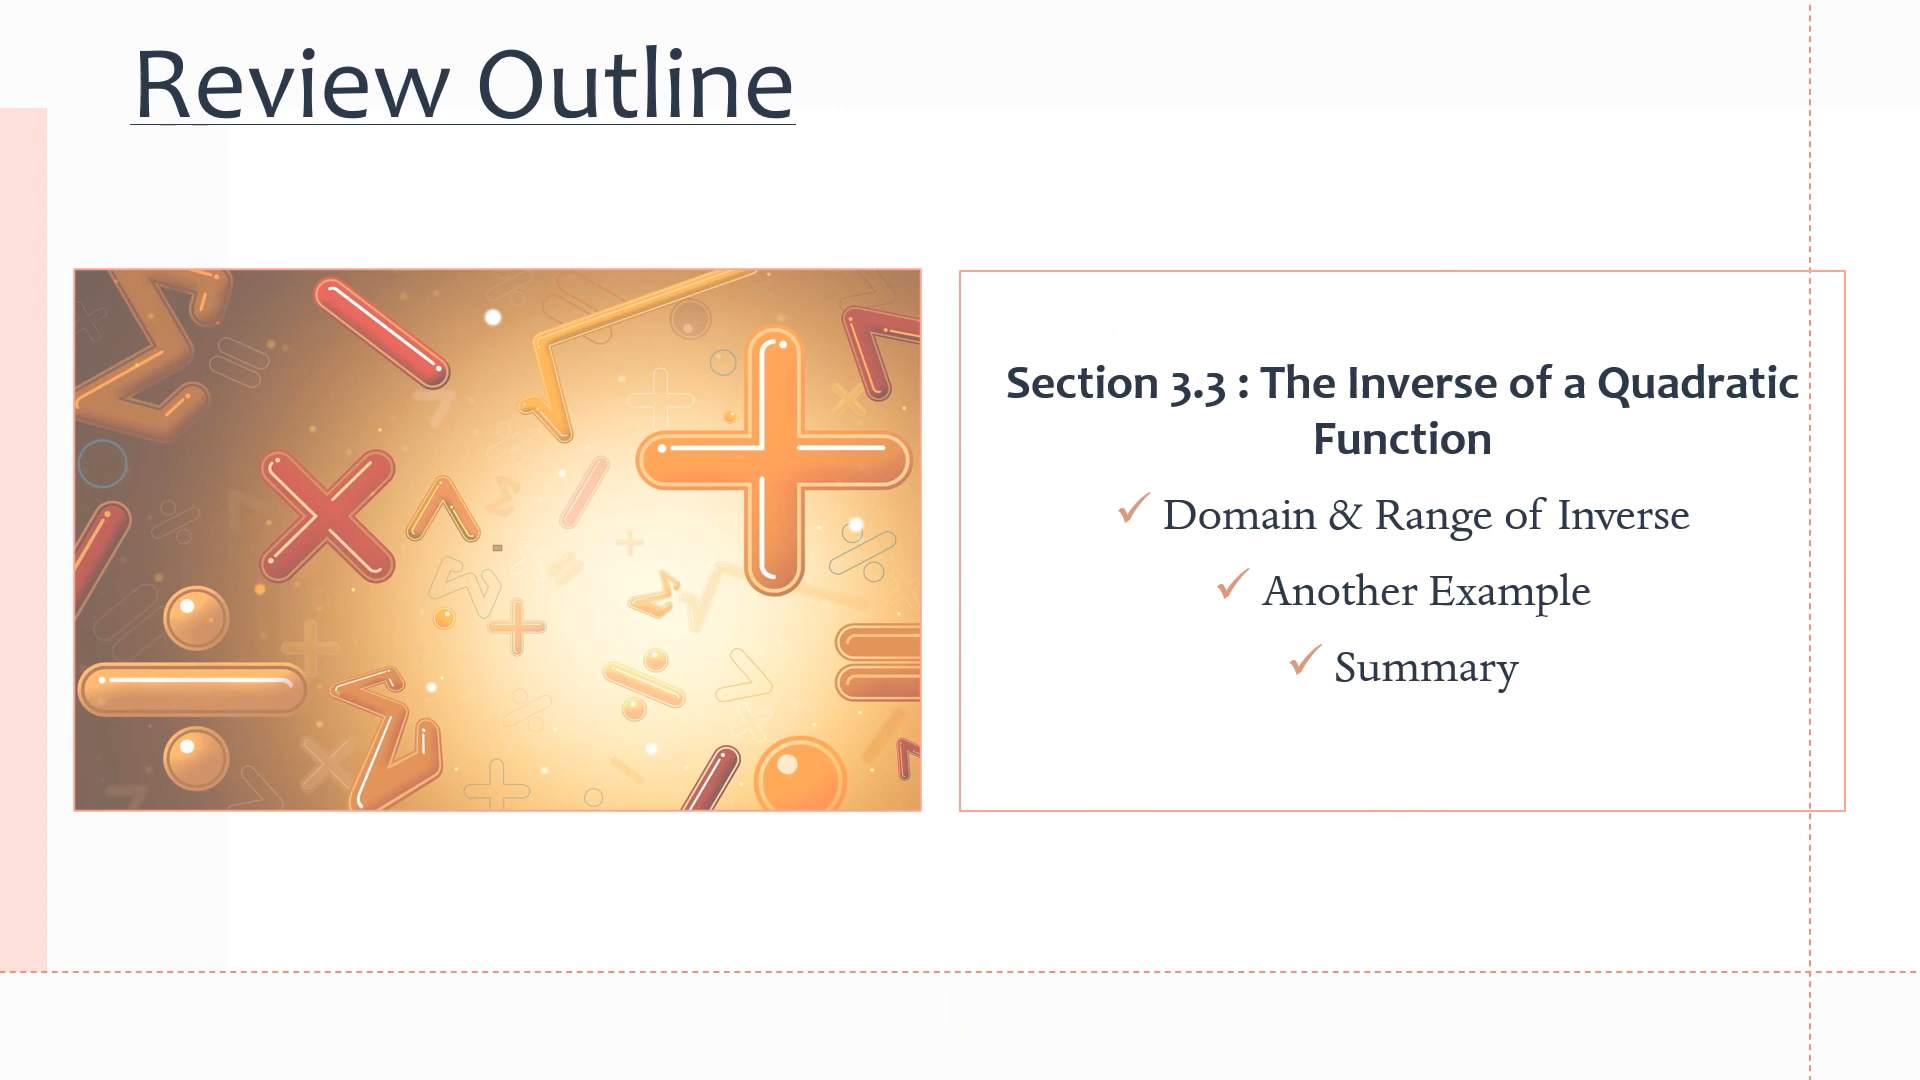 Review Outline
Section 3.3 : The Inverse of a Quadratic
Function
✓ Domain & Range of Inverse
✓ Another Example
✓ Summary